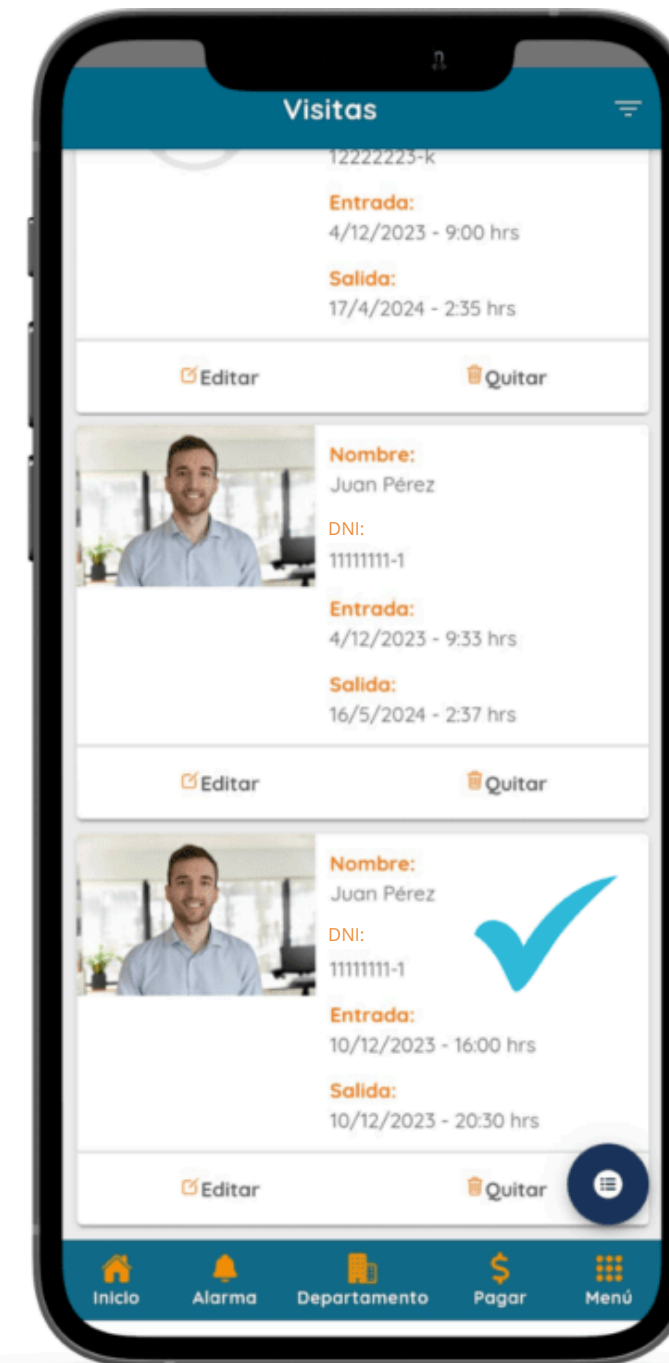 Visitas
12222223-k
Entrada:
4/12/2023 - 9:00 hrs
Salida:
17/4/2024 - 2:35 hrs
Editar
Quitar
Nombre:
Juan Pérez
DNI:
11111111-1
Entrada:
4/12/2023 - 9:33 hrs
Salida:
16/5/2024 - 2:37 hrs
Editar
Quitar
Nombre:
Juan Pérez
DNI:
11111111-1
Entrada:
10/12/2023 - 16:00 hrs
Salida:
10/12/2023 - 20:30 hrs
Editar
Quitar
Inicio
Alarma
Departamento
Pagar
Menú